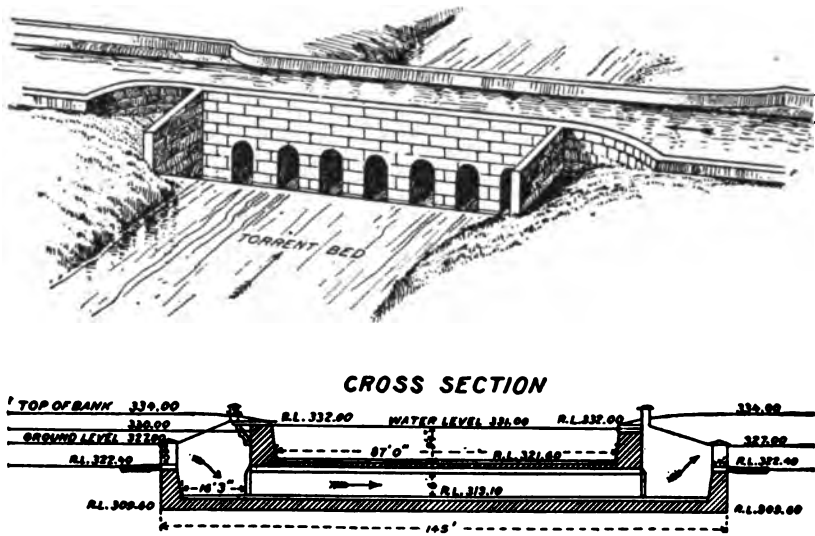 TORRENT BED
CROSS SECTION
TOP OF BANK 334.00
R.L. 332.00
WATER LEVEL 331.00
R.L. 332.00
334.00
330.00
GROUND LEVEL 327.00
87'0"
R.L. 321.60
327.00
R.L. 322.40
R.L. 322.40
16'3"
R.L. 313.10
R.L. 309.60
R.L. 309.60
145'